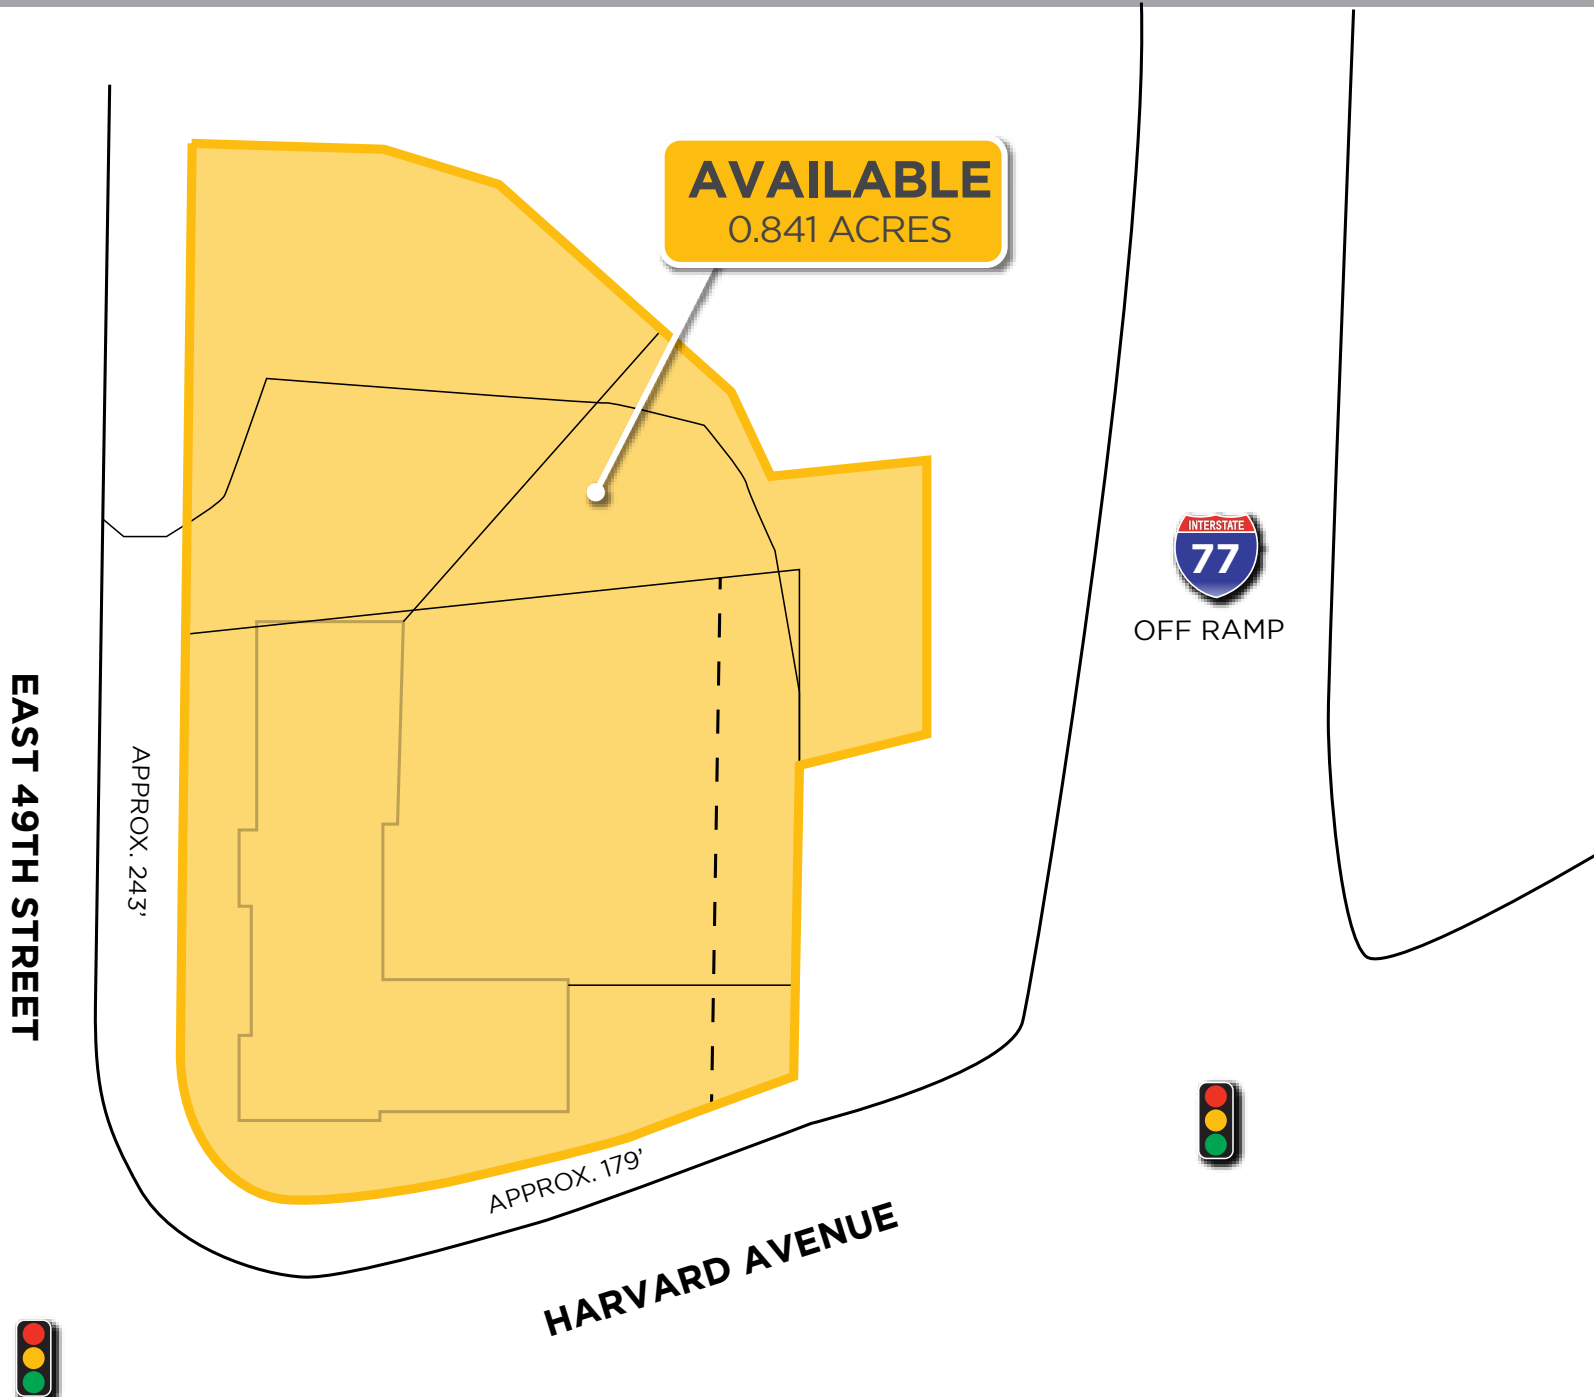 AVAILABLE
0.841 ACRES
INTERSTATE
77
OFF RAMP
EAST 49TH STREET
APPROX. 243’
APPROX. 179’
HARVARD AVENUE